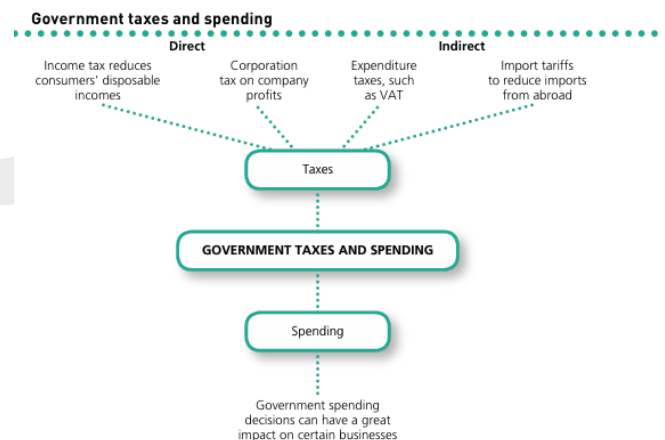 Government taxes and spending
Direct
Indirect
Income tax reduces
consumers' disposable
incomes
Corporation
tax on company
profits
Expenditure
taxes, such
as VAT
Import tariffs
to reduce imports
from abroad
Taxes
GOVERNMENT TAXES AND SPENDING
Spending
Government spending
decisions can have a great
impact on certain businesses